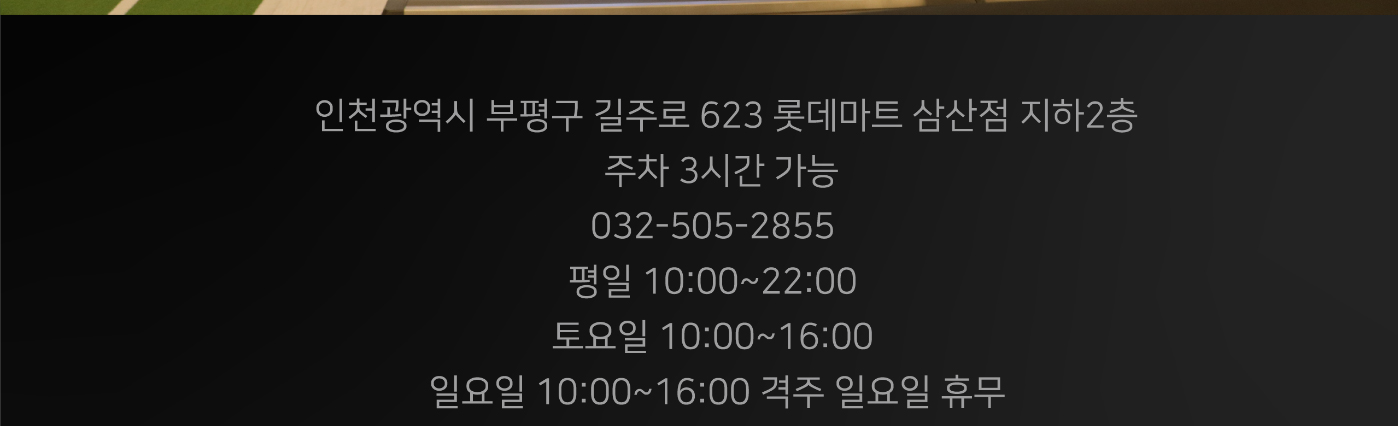 인천광역시 부평구 길주로 623 롯데마트 삼산점 지하2층
주차 3시간 가능
032-505-2855
평일 10:00~22:00
토요일 10:00~16:00
일요일 10:00~16:00 격주 일요일 휴무